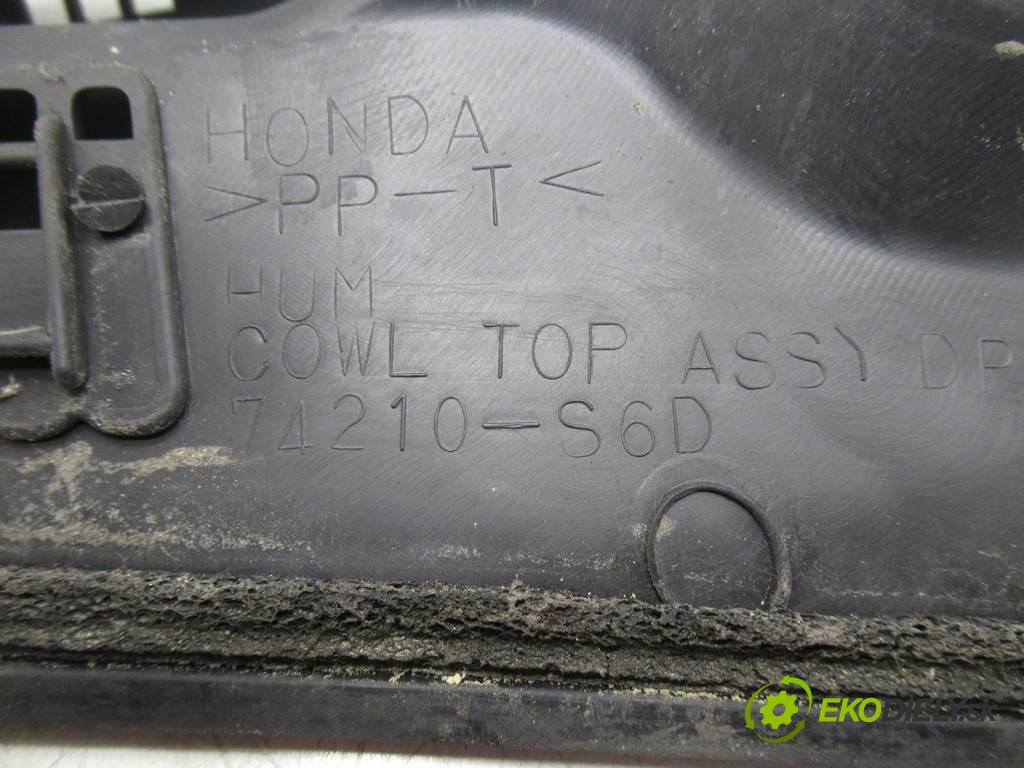 HONDA
>PP-T<
HUM
COWL TOP ASSY DP
74210-S6D
EKODIELY.SK